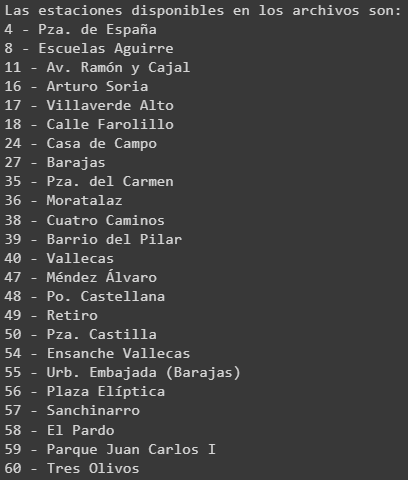 Las estaciones disponibles en los archivos son:
4 - Pza. de España
8 - Escuelas Aguirre
11 - Av. Ramón y Cajal
16 - Arturo Soria
17 - Villaverde Alto
18 - Calle Farolillo
24 - Casa de Campo
27 - Barajas
35 - Pza. del Carmen
36 - Moratalaz
38 - Cuatro Caminos
39 - Barrio del Pilar
40 - Vallecas
47 - Méndez Álvaro
48 - Po. Castellana
49 - Retiro
50 - Pza. Castilla
54 - Ensanche Vallecas
55 - Urb. Embajada (Barajas)
56 - Plaza Elíptica
57 - Sanchinarro
58 - El Pardo
59 - Parque Juan Carlos I
60 - Tres Olivos